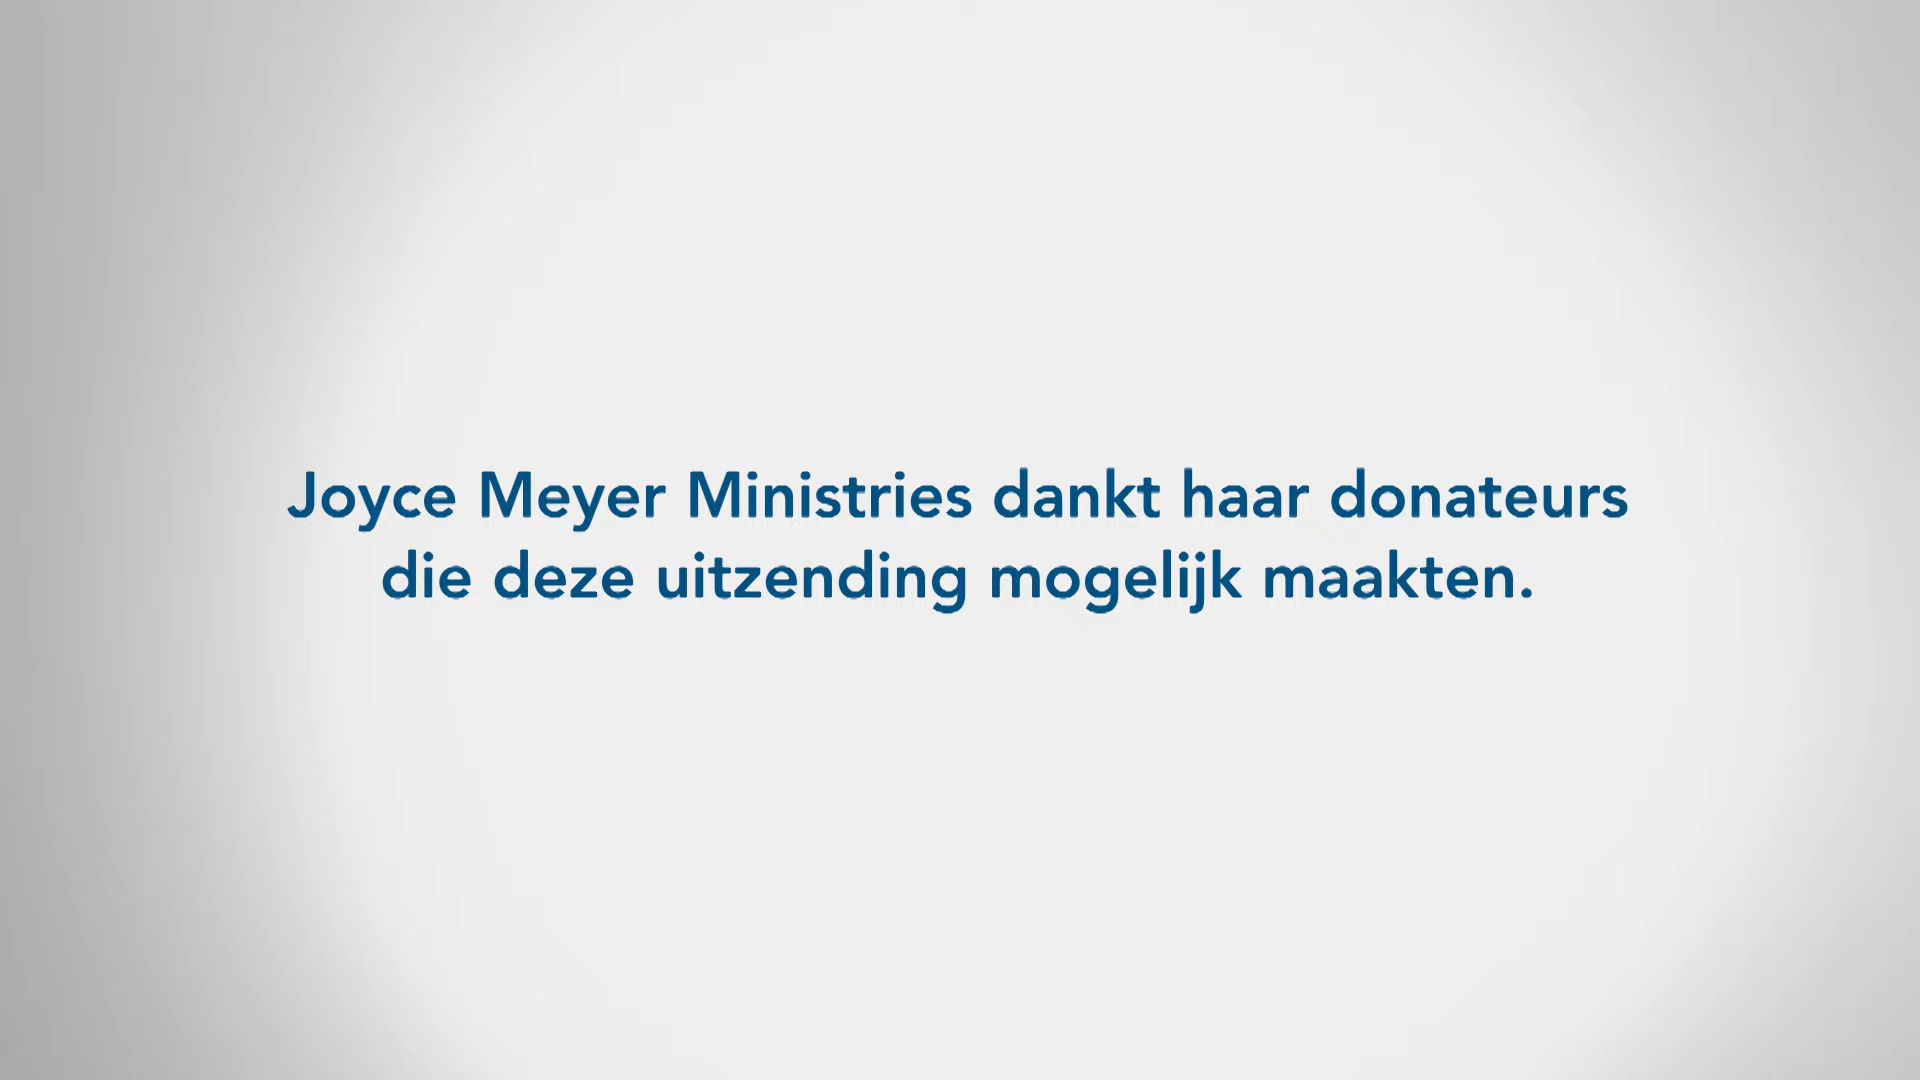 Joyce Meyer Ministries dankt haar donateurs
die deze uitzending mogelijk maakten.